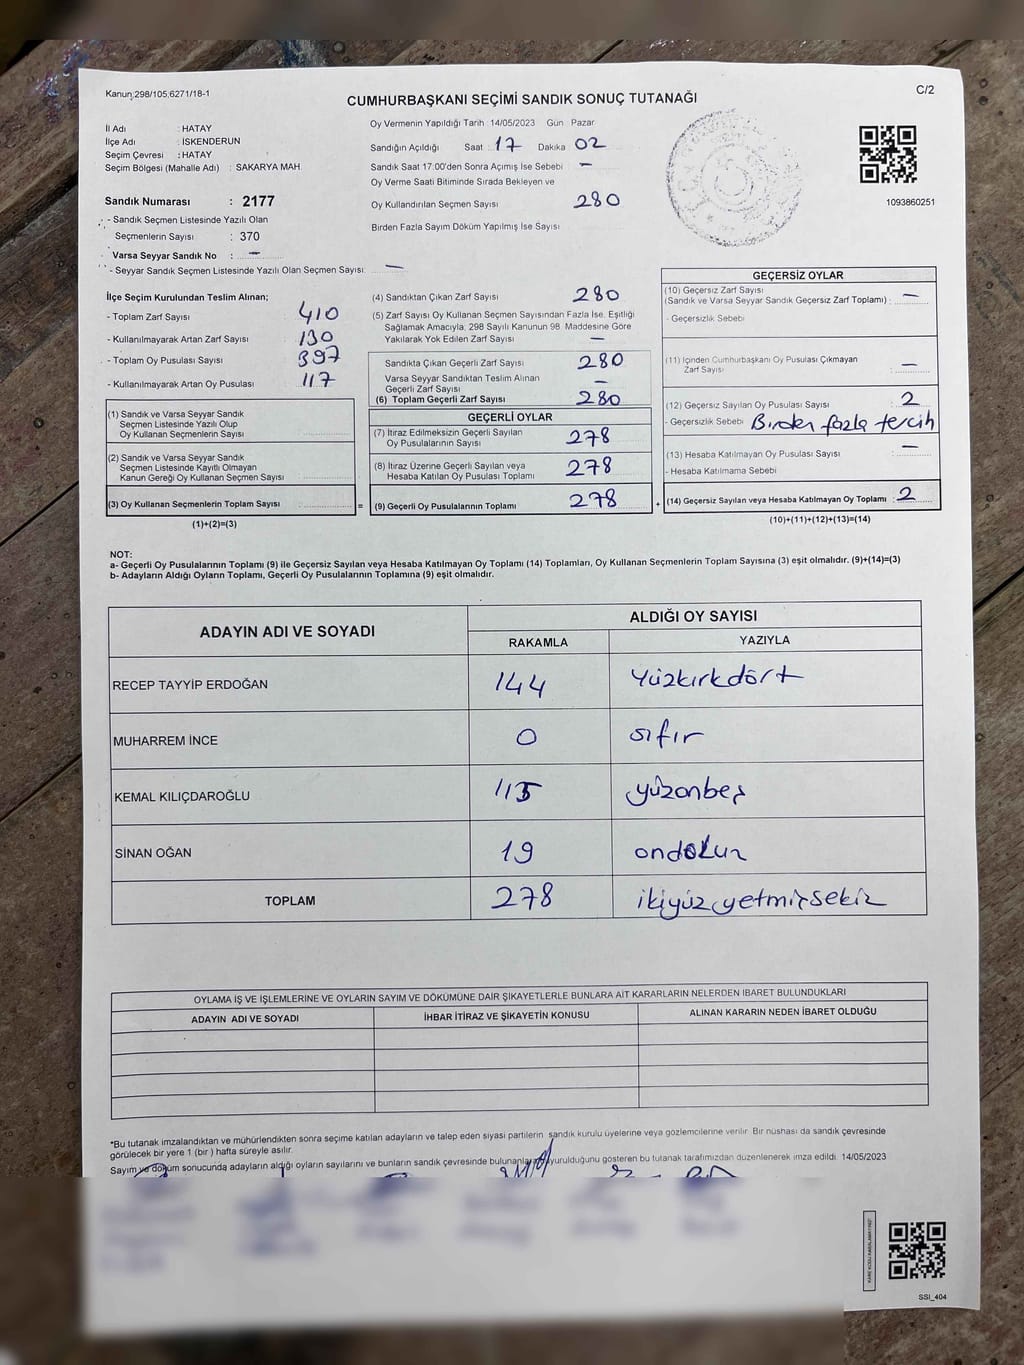 Kanun:298/105;6271/18-1
C/2
CUMHURBAŞKANI SEÇİMİ SANDIK SONUÇ TUTANAĞI
İl Adı : HATAY
İlçe Adı : İSKENDERUN
Seçim Çevresi : HATAY
Seçim Bölgesi (Mahalle Adı) : SAKARYA MAH.
Sandık Numarası : 2177
- Sandık Seçmen Listesinde Yazılı Olan
Seçmenlerin Sayısı : 370
Varsa Seyyar Sandık No : —
- Seyyar Sandık Seçmen Listesinde Yazılı Olan Seçmen Sayısı: —
Oy Vermenin Yapıldığı Tarih : 14/05/2023 Gün : Pazar
Sandığın Açıldığı Saat : 17 Dakika 02
Sandık Saat 17:00'den Sonra Açımış İse Sebebi —
Oy Verme Saati Bitiminde Sırada Bekleyen ve
Oy Kullandırılan Seçmen Sayısı 280
Birden Fazla Sayım Döküm Yapılmış İse Sayısı
1093860251
İlçe Seçim Kurulundan Teslim Alınan;
- Toplam Zarf Sayısı : 410
- Kullanılmayarak Artan Zarf Sayısı : 130
- Toplam Oy Pusulası Sayısı : 397
- Kullanılmayarak Artan Oy Pusulası : 117
(1) Sandık ve Varsa Seyyar Sandık
Seçmen Listesinde Yazılı Olup
Oy Kullanan Seçmenlerin Sayısı :
(2) Sandık ve Varsa Seyyar Sandık
Seçmen Listesinde Kayıtlı Olmayan
Kanun Gereği Oy Kullanan Seçmen Sayısı :
(3) Oy Kullanan Seçmenlerin Toplam Sayısı :
=
(1)+(2)=(3)
(4) Sandıktan Çıkan Zarf Sayısı 280
(5) Zarf Sayısı Oy Kullanan Seçmen Sayısından Fazla İse, Eşitliği
Sağlamak Amacıyla, 298 Sayılı Kanunun 98. Maddesine Göre
Yakılarak Yok Edilen Zarf Sayısı —
Sandıkta Çıkan Geçerli Zarf Sayısı 280
Varsa Seyyar Sandıktan Teslim Alınan
Geçerli Zarf Sayısı —
(6) Toplam Geçerli Zarf Sayısı 280
GEÇERLİ OYLAR
(7) İtiraz Edilmeksizin Geçerli Sayılan
Oy Pusulalarının Sayısı 278
(8) İtiraz Üzerine Geçerli Sayılan veya
Hesaba Katılan Oy Pusulası Toplamı 278
(9) Geçerli Oy Pusulalarının Toplamı 278
+
GEÇERSİZ OYLAR
(10) Geçersiz Zarf Sayısı
(Sandık ve Varsa Seyyar Sandık Geçersiz Zarf Toplamı) : —
- Geçersizlik Sebebi
(11) İçinden Cumhurbaşkanı Oy Pusulası Çıkmayan
Zarf Sayısı : —
(12) Geçersiz Sayılan Oy Pusulası Sayısı : 2
- Geçersizlik Sebebi : Birden fazla tercih
(13) Hesaba Katılmayan Oy Pusulası Sayısı : —
- Hesaba Katılmama Sebebi
(14) Geçersiz Sayılan veya Hesaba Katılmayan Oy Toplamı : 2
(10)+(11)+(12)+(13)=(14)
NOT:
a- Geçerli Oy Pusulalarının Toplamı (9) ile Geçersiz Sayılan veya Hesaba Katılmayan Oy Toplamı (14) Toplamları, Oy Kullanan Seçmenlerin Toplam Sayısına (3) eşit olmalıdır. (9)+(14)=(3)
b- Adayların Aldığı Oyların Toplamı, Geçerli Oy Pusulalarının Toplamına (9) eşit olmalıdır.
ADAYIN ADI VE SOYADI
ALDIĞI OY SAYISI
RAKAMLA YAZIYLA
RECEP TAYYİP ERDOĞAN 144 Yüzkırkdört
MUHARREM İNCE 0 sıfır
KEMAL KILIÇDAROĞLU 115 yüzonbeş
SİNAN OĞAN 19 ondokuz
TOPLAM 278 ikiyüzyetmişsekiz
OYLAMA İŞ VE İŞLEMLERİNE VE OYLARIN SAYIM VE DÖKÜMÜNE DAİR ŞİKAYETLERLE BUNLARA AİT KARARLARIN NELERDEN İBARET BULUNDUKLARI
ADAYIN ADI VE SOYADI İHBAR İTİRAZ VE ŞİKAYETİN KONUSU ALINAN KARARIN NEDEN İBARET OLDUĞU
*Bu tutanak imzalandıktan ve mühürlendikten sonra seçime katılan adayların ve talep eden siyasi partilerin sandık kurulu üyelerine veya gözlemcilerine verilir. Bir nüshası da sandık çevresinde
görülecek bir yere 1 (bir) hafta süreyle asılır.
Sayım ve döküm sonucunda adayların aldığı oyların sayılarını ve bunların sandık çevresinde bulunanlara duyurulduğunu gösteren bu tutanak tarafımızdan düzenlenerek imza edildi. 14/05/2023
SSI_404